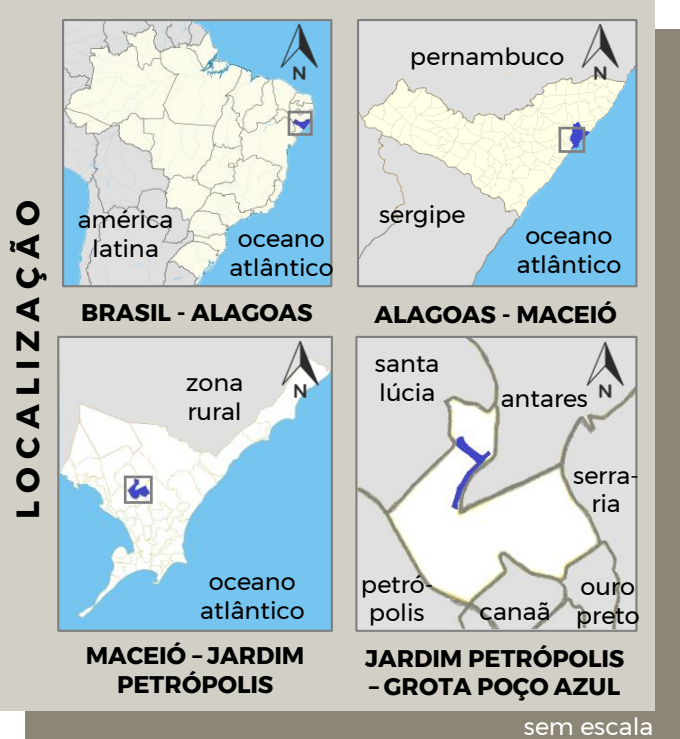 LOCALIZAÇÃO
N
américa
latina
oceano
atlântico
BRASIL - ALAGOAS
pernambuco
N
sergipe
oceano
atlântico
ALAGOAS - MACEIÓ
zona
rural
N
oceano
atlântico
MACEIÓ – JARDIM
PETRÓPOLIS
santa
lúcia
antares
N
serra-
ria
petró-
polis
canaã
ouro
preto
JARDIM PETRÓPOLIS
– GROTA POÇO AZUL
sem escala